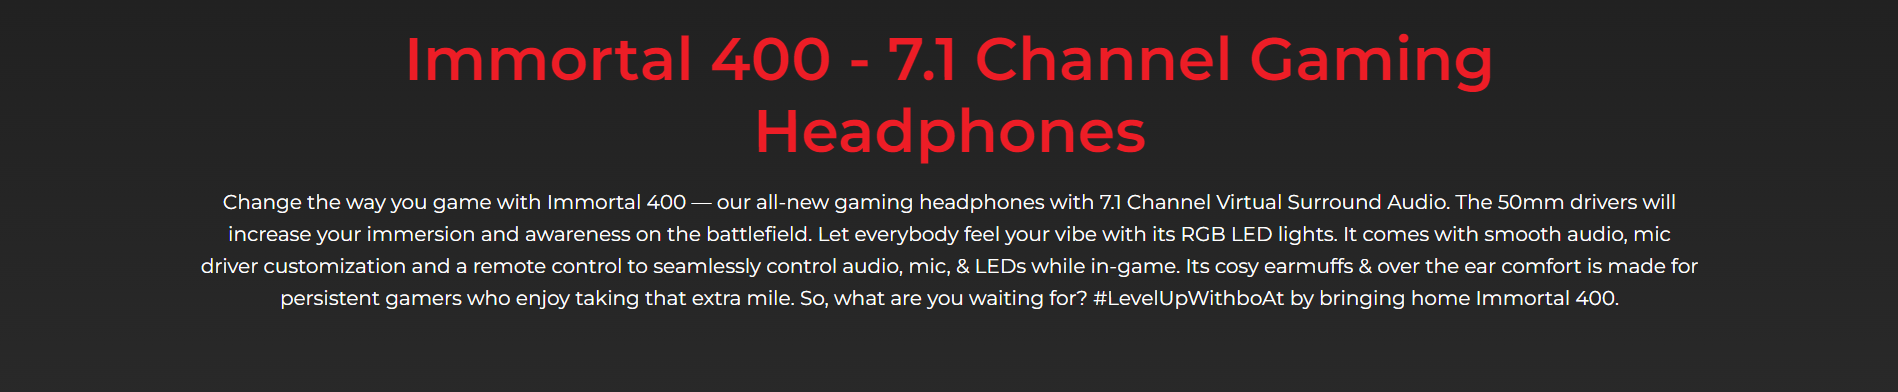 Immortal 400 - 7.1 Channel Gaming
Headphones
Change the way you game with Immortal 400 — our all-new gaming headphones with 7.1 Channel Virtual Surround Audio. The 50mm drivers will
increase your immersion and awareness on the battlefield. Let everybody feel your vibe with its RGB LED lights. It comes with smooth audio, mic
driver customization and a remote control to seamlessly control audio, mic, & LEDs while in-game. Its cosy earmuffs & over the ear comfort is made for
persistent gamers who enjoy taking that extra mile. So, what are you waiting for? #LevelUpWithboAt by bringing home Immortal 400.